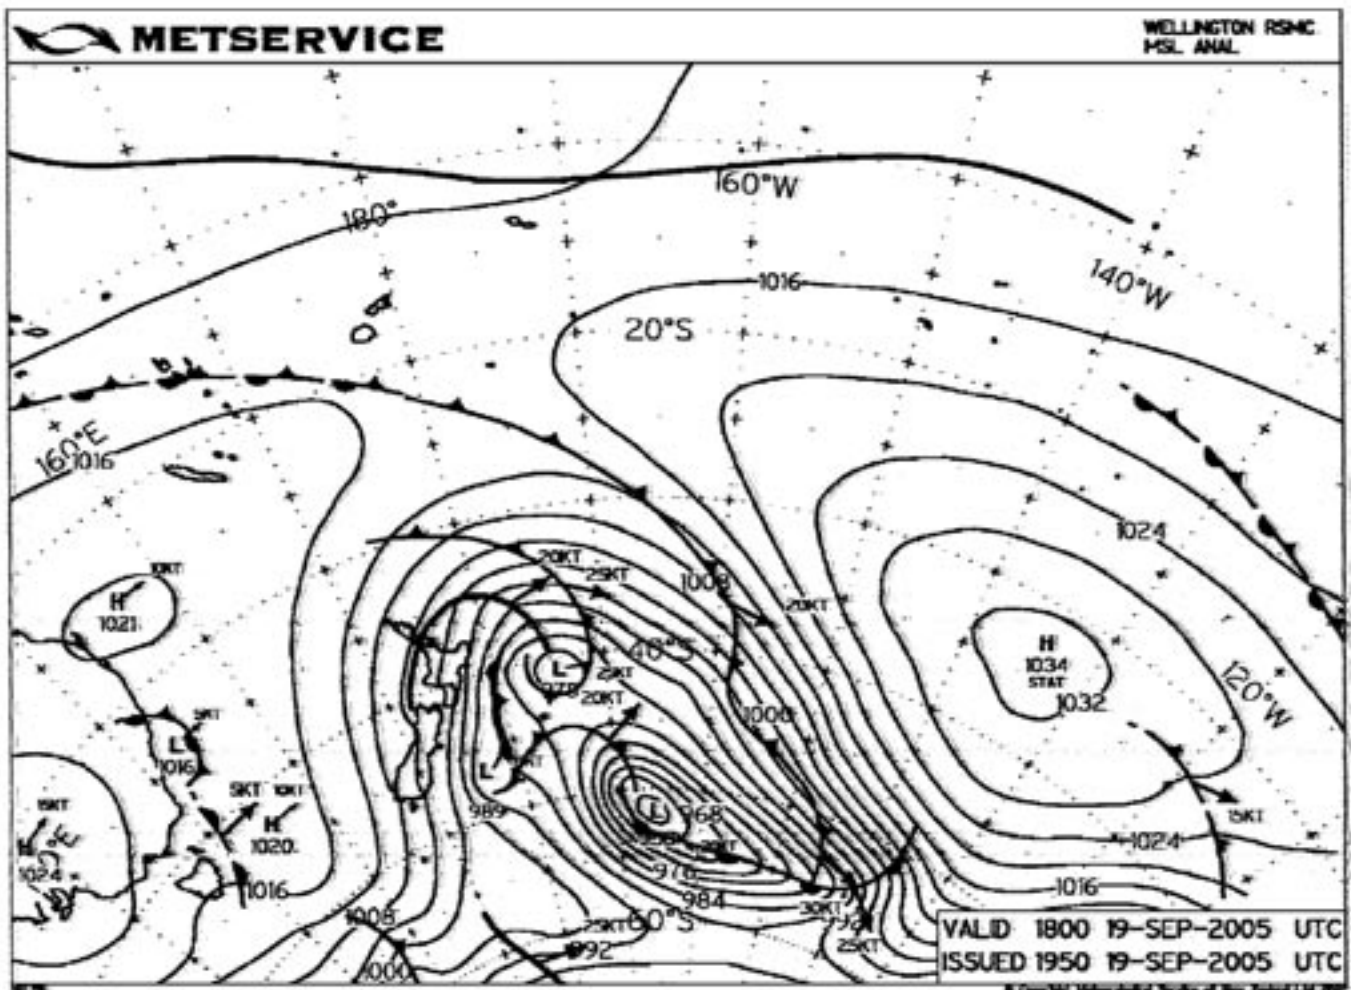 METSERVICE
WELLINGTON RSMC
MSL ANAL
160°W
180°
140°W
1016
20°S
160°E
1016
1024
20KT
25KT
1008
10KT
H
1021
20KT
40°S
H
1034
STAT
1032
120°W
L
25KT
20KT
1000
5KT
L
1016
L
989
5KT
10KT
H
1020
15KT
H
1024
L
968
976
984
15KT
1024
1016
1016
1008
30KT
25KT
60°S
25KT
992
1000
VALID 1800 19-SEP-2005 UTC
ISSUED 1950 19-SEP-2005 UTC